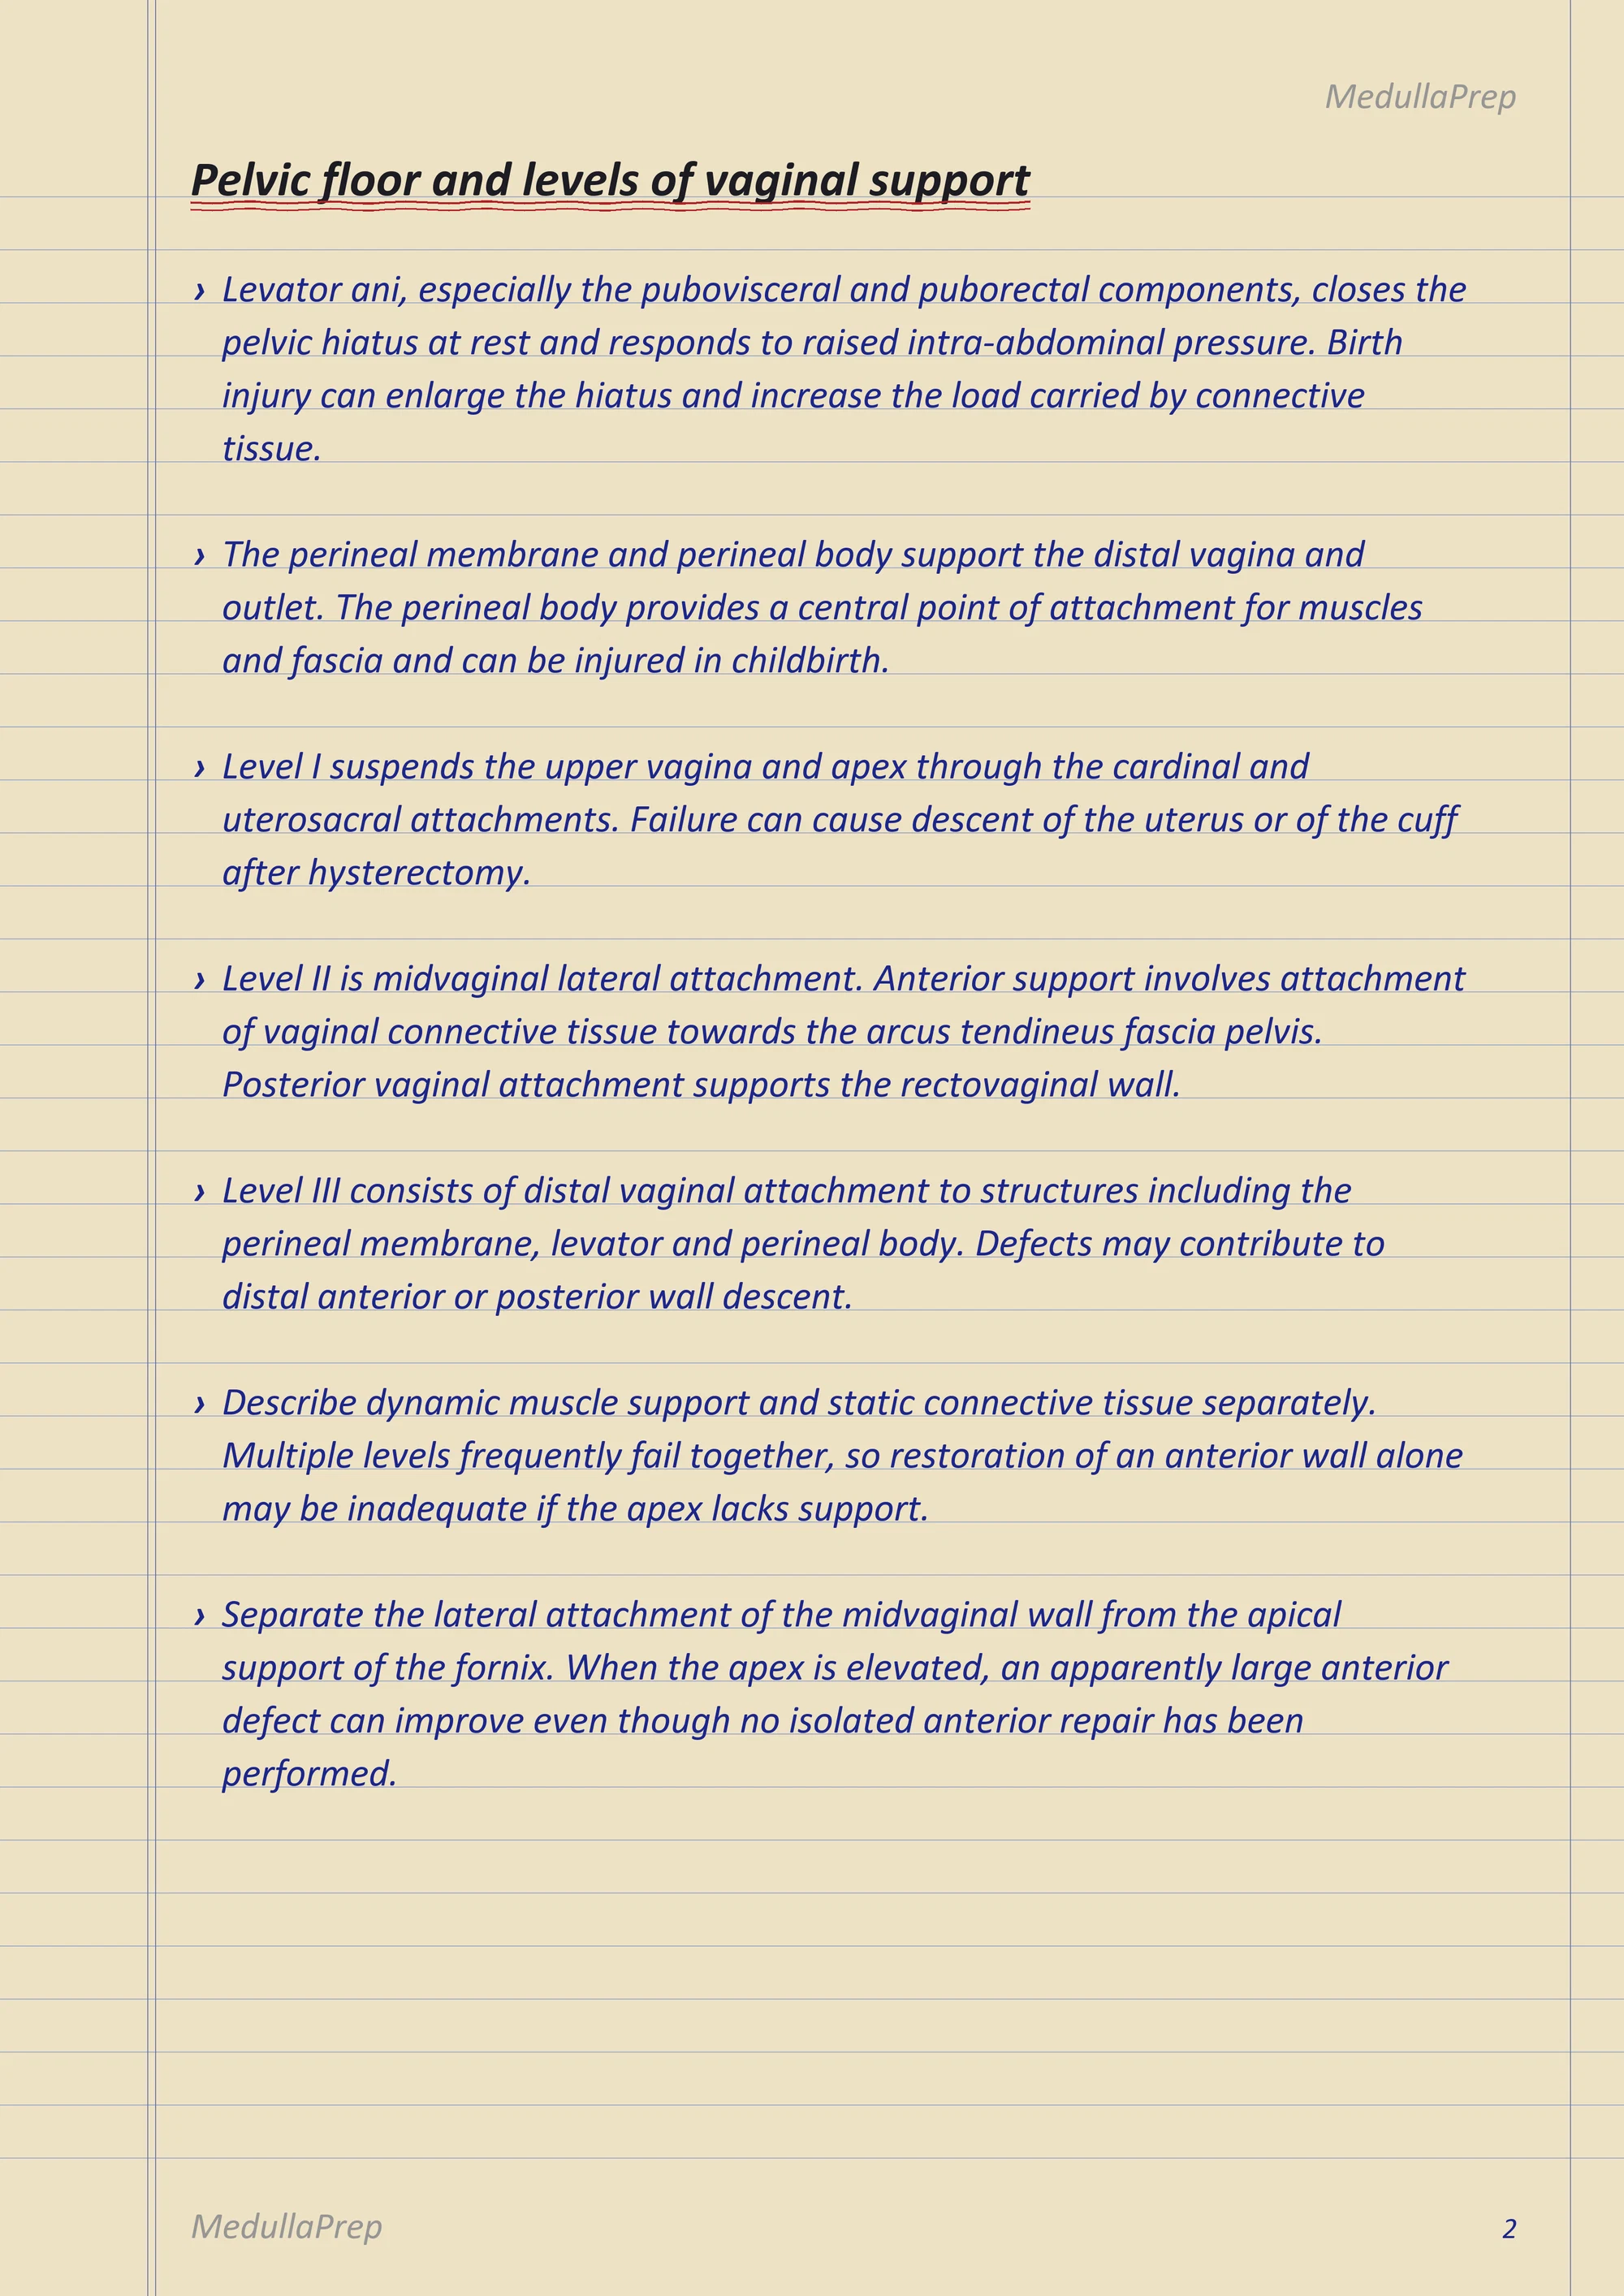 MedullaPrep
Pelvic floor and levels of vaginal support
› Levator ani, especially the pubovisceral and puborectal components, closes the
pelvic hiatus at rest and responds to raised intra-abdominal pressure. Birth
injury can enlarge the hiatus and increase the load carried by connective
tissue.
› The perineal membrane and perineal body support the distal vagina and
outlet. The perineal body provides a central point of attachment for muscles
and fascia and can be injured in childbirth.
› Level I suspends the upper vagina and apex through the cardinal and
uterosacral attachments. Failure can cause descent of the uterus or of the cuff
after hysterectomy.
› Level II is midvaginal lateral attachment. Anterior support involves attachment
of vaginal connective tissue towards the arcus tendineus fascia pelvis.
Posterior vaginal attachment supports the rectovaginal wall.
› Level III consists of distal vaginal attachment to structures including the
perineal membrane, levator and perineal body. Defects may contribute to
distal anterior or posterior wall descent.
› Describe dynamic muscle support and static connective tissue separately.
Multiple levels frequently fail together, so restoration of an anterior wall alone
may be inadequate if the apex lacks support.
› Separate the lateral attachment of the midvaginal wall from the apical
support of the fornix. When the apex is elevated, an apparently large anterior
defect can improve even though no isolated anterior repair has been
performed.
MedullaPrep
2